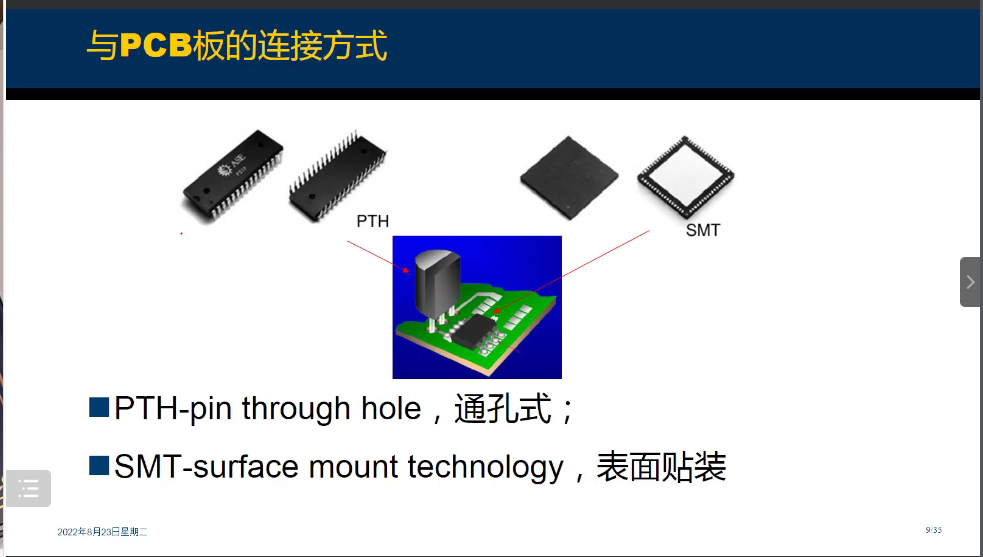 与PCB板的连接方式
ASE
PTH
SMT
PTH-pin through hole，通孔式；
SMT-surface mount technology，表面贴装
2022年8月23日星期二
9/35